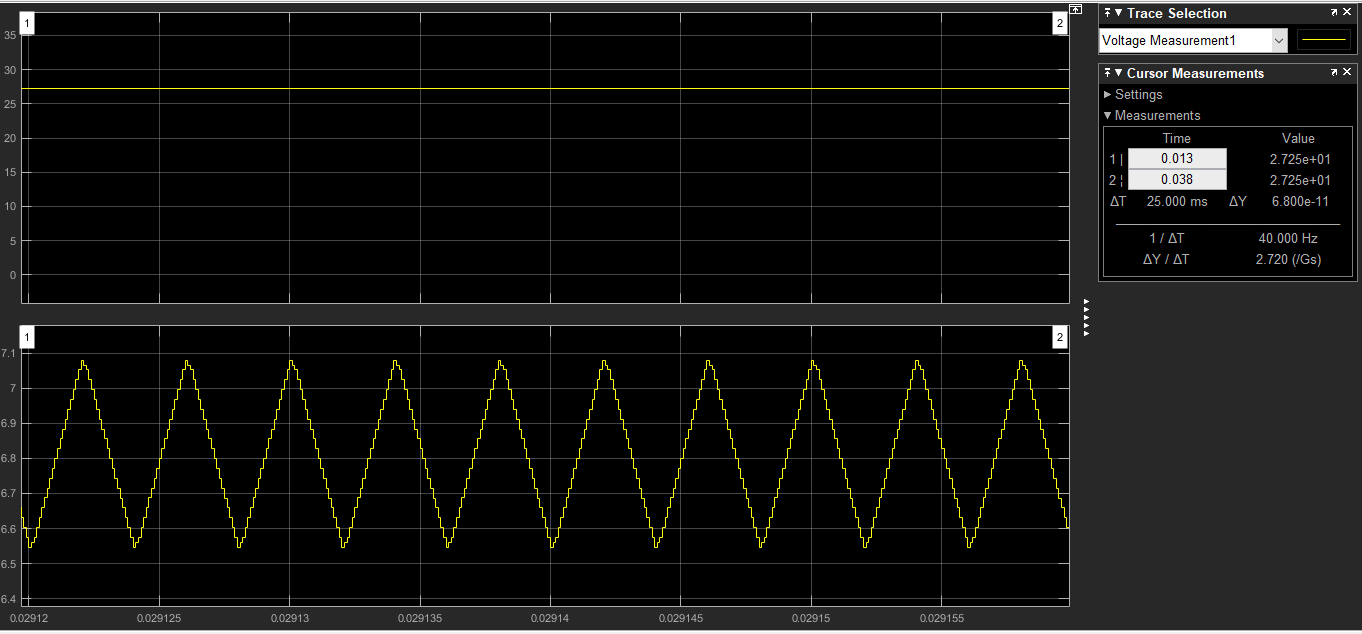 1
2
35
30
25
20
15
10
5
0
1
2
7.1
7
6.9
6.8
6.7
6.6
6.5
6.4
0.02912 0.029125 0.02913 0.029135 0.02914 0.029145 0.02915 0.029155
Trace Selection
Voltage Measurement1
Cursor Measurements
Settings
Measurements
Time Value
1 | 0.013 2.725e+01
2 ¦ 0.038 2.725e+01
ΔT 25.000 ms ΔY 6.800e-11
1 / ΔT 40.000 Hz
ΔY / ΔT 2.720 (/Gs)